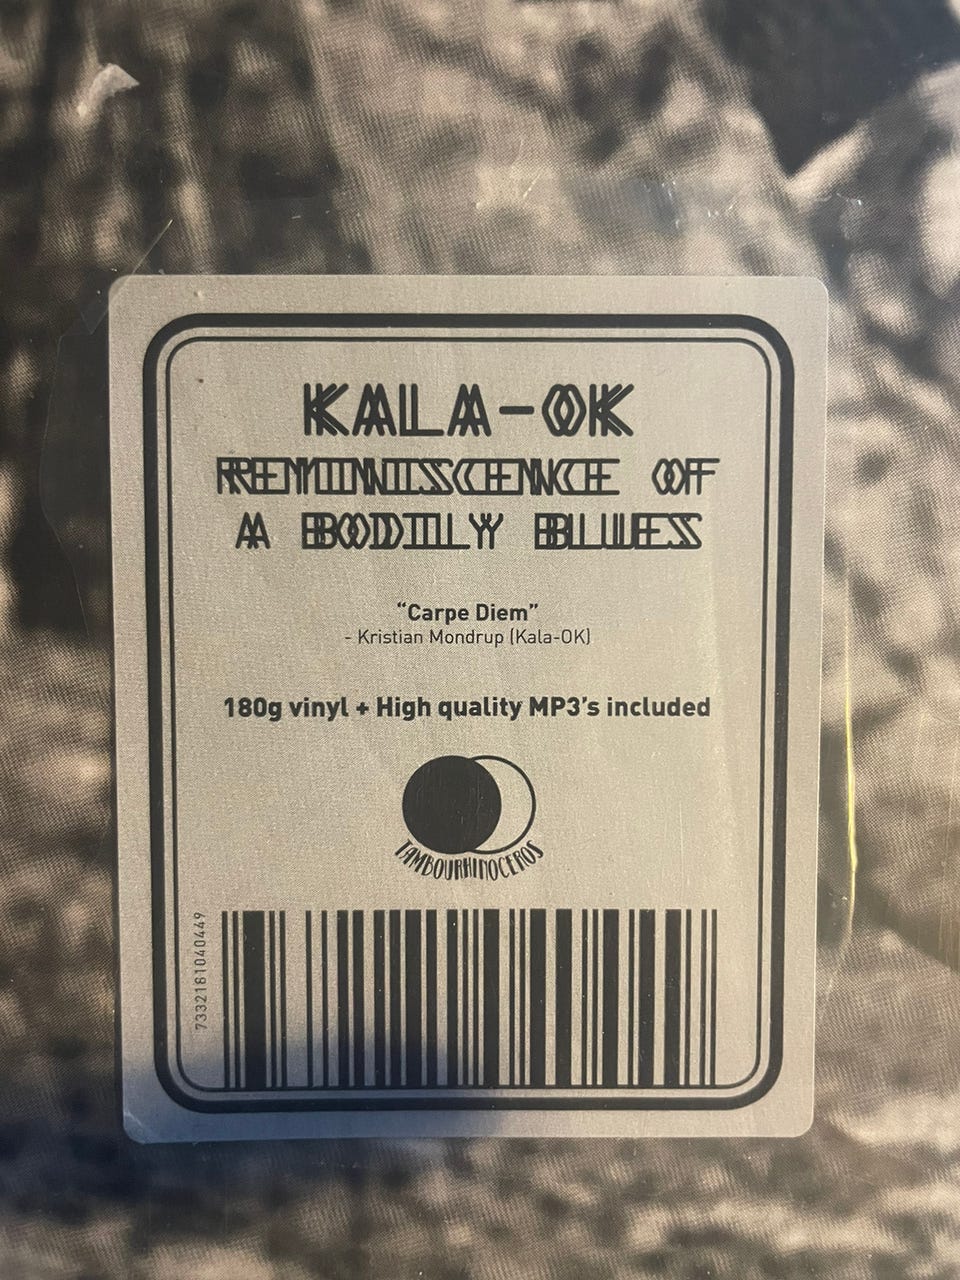 KALA-OK
REMINISCENCE OF
A BODILY BLUES
“Carpe Diem”
- Kristian Mondrup (Kala-OK)
180g vinyl + High quality MP3’s included
TAMBOURHINOCEROS
7332181040449